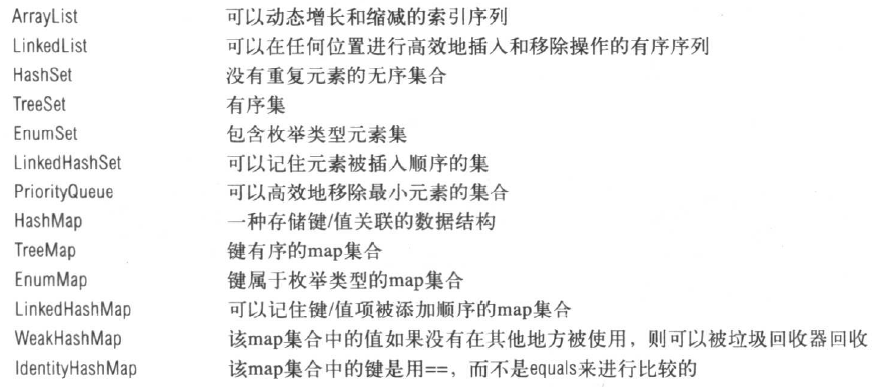 ArrayList 可以动态增长和缩减的索引序列
LinkedList 可以在任何位置进行高效地插入和移除操作的有序序列
HashSet 没有重复元素的无序集合
TreeSet 有序集
EnumSet 包含枚举类型元素集
LinkedHashSet 可以记住元素被插入顺序的集
PriorityQueue 可以高效地移除最小元素的集合
HashMap 一种存储键/值关联的数据结构
TreeMap 键有序的map集合
EnumMap 键属于枚举类型的map集合
LinkedHashMap 可以记住键/值项被添加顺序的map集合
WeakHashMap 该map集合中的值如果没有在其他地方被使用，则可以被垃圾回收器回收
IdentityHashMap 该map集合中的键是用==，而不是equals来进行比较的